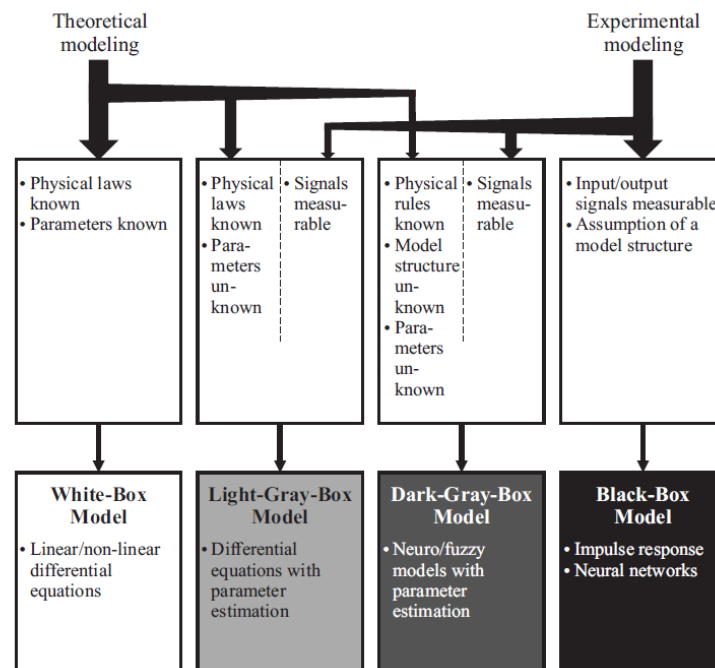 Theoretical
modeling
Experimental
modeling
• Physical laws
known
• Parameters known
• Physical
laws
known
• Para-
meters
un-
known
• Signals
measu-
rable
• Physical
rules
known
• Model
structure
un-
known
• Para-
meters
un-
known
• Signals
measu-
rable
• Input/output
signals measurable
• Assumption of a
model structure
White-Box
Model
• Linear/non-linear
differential
equations
Light-Gray-Box
Model
• Differential
equations with
parameter
estimation
Dark-Gray-Box
Model
• Neuro/fuzzy
models with
parameter
estimation
Black-Box
Model
• Impulse response
• Neural networks